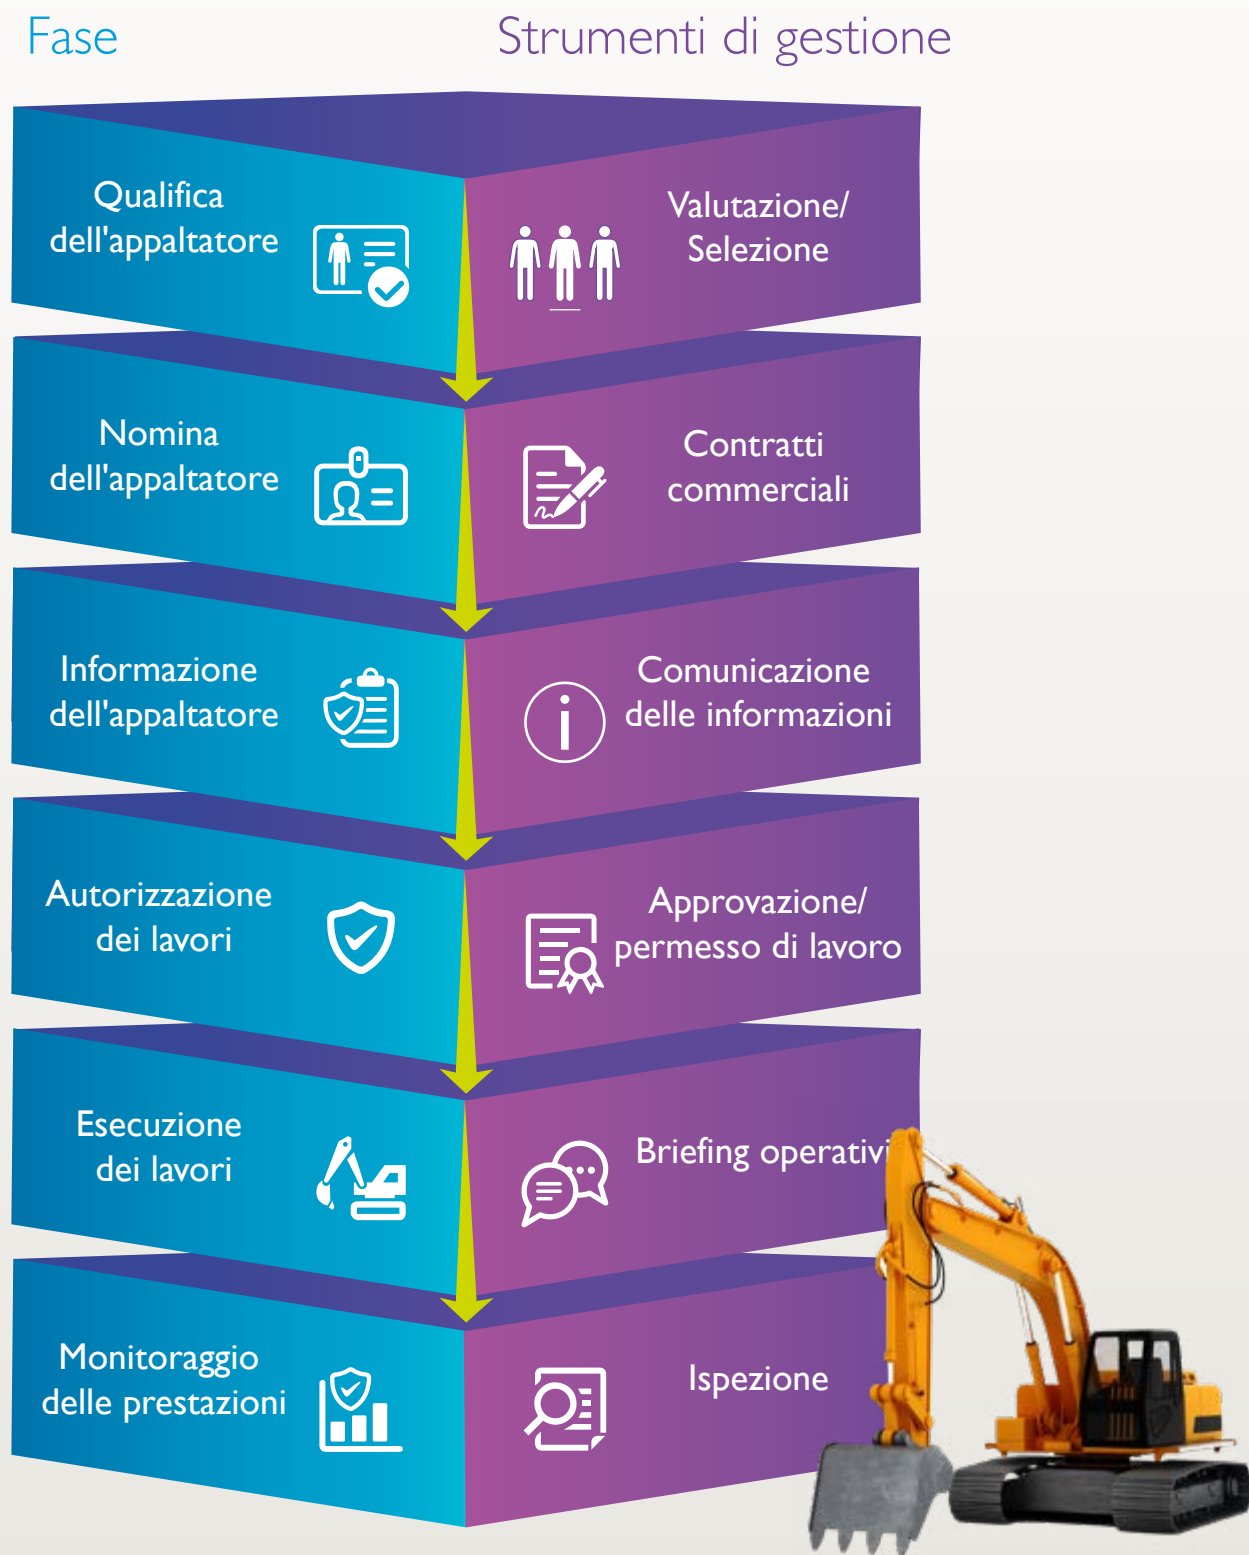 Fase
Strumenti di gestione
Qualifica
dell'appaltatore
Valutazione/
Selezione
Nomina
dell'appaltatore
Contratti
commerciali
Informazione
dell'appaltatore
Comunicazione
delle informazioni
Autorizzazione
dei lavori
Approvazione/
permesso di lavoro
Esecuzione
dei lavori
Briefing operativi
Monitoraggio
delle prestazioni
Ispezione